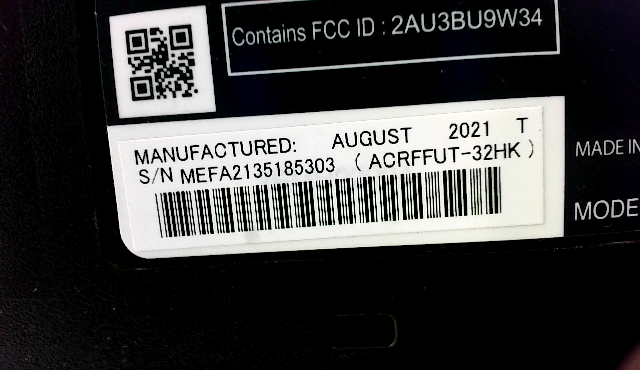 Contains FCC ID : 2AU3BU9W34
MANUFACTURED: AUGUST 2021 T
S/N MEFA2135185303 ( ACRFFUT-32HK )
MADE IN
MODE